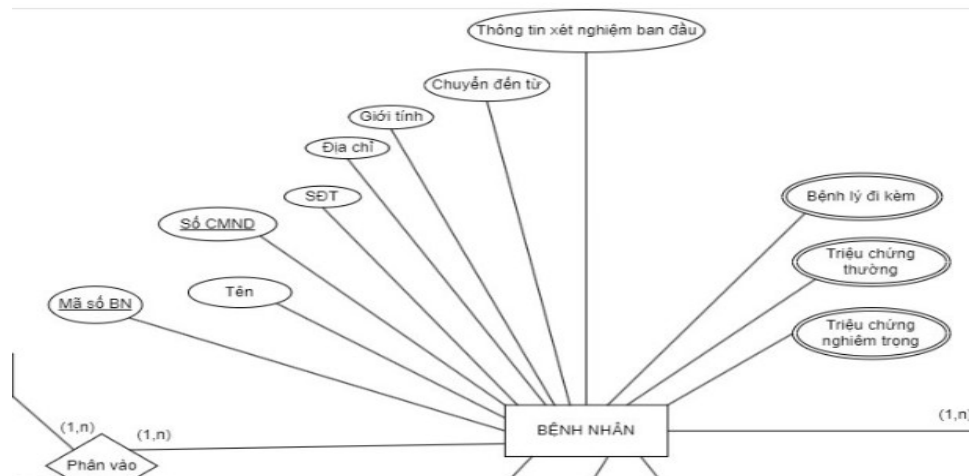 Thông tin xét nghiệm ban đầu
Chuyển đến từ
Giới tính
Địa chỉ
SĐT
Số CMND
Tên
Mã số BN
Bệnh lý đi kèm
Triệu chứng
thường
Triệu chứng
nghiêm trọng
BỆNH NHÂN
(1,n)
(1,n)
(1,n)
Phân vào